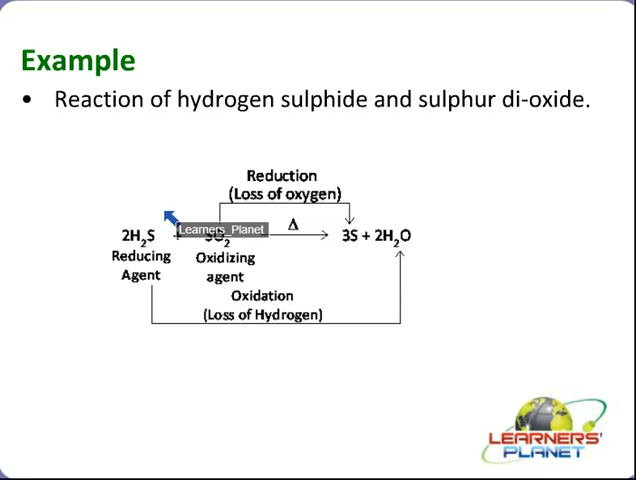 Example
• Reaction of hydrogen sulphide and sulphur di-oxide.
Reduction
(Loss of oxygen)
Learners_Planet
2H₂S + SO₂ Δ 3S + 2H₂O
Reducing Agent
Oxidizing agent
Oxidation
(Loss of Hydrogen)
LEARNERS'
PLANET